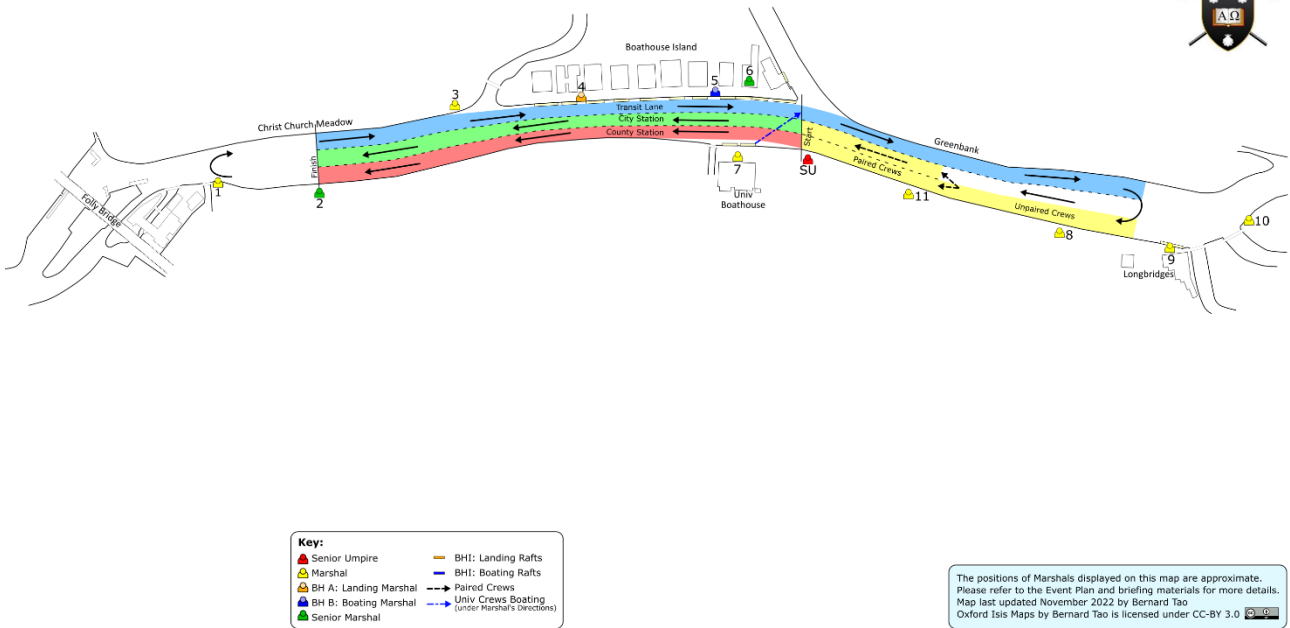 ΑΩ
Boathouse Island
6
5
4
3
Transit Lane
City Station
County Station
Christ Church Meadow
Finish
Start
SU
Greenbank
Paired Crews
Unpaired Crews
1
2
7
Univ
Boathouse
11
8
9
10
Longbridges
Folly Bridge
Key:
Senior Umpire
Marshal
BH A: Landing Marshal
BH B: Boating Marshal
Senior Marshal
BHI: Landing Rafts
BHI: Boating Rafts
Paired Crews
Univ Crews Boating
(under Marshal's Directions)
The positions of Marshals displayed on this map are approximate.
Please refer to the Event Plan and briefing materials for more details.
Map last updated November 2022 by Bernard Tao
Oxford Isis Maps by Bernard Tao is licensed under CC-BY 3.0